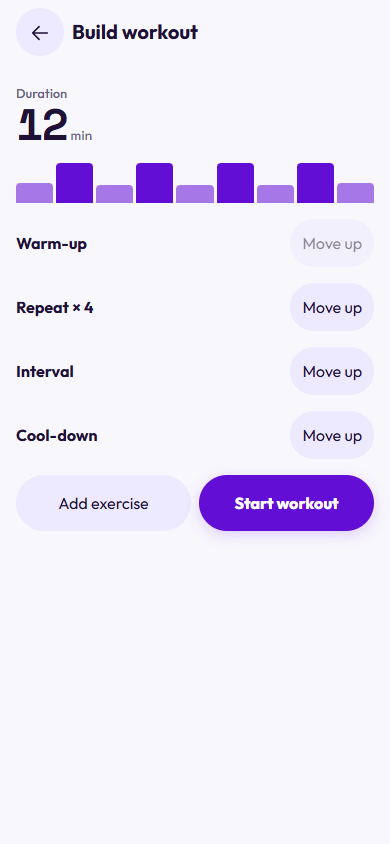 Build workout
Duration
12 min
Warm-up
Move up
Repeat × 4
Move up
Interval
Move up
Cool-down
Move up
Add exercise
Start workout